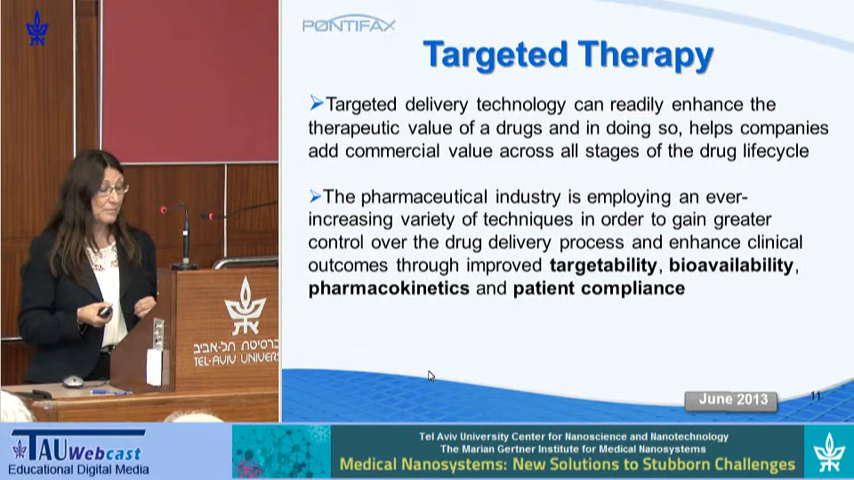 PONTIFAX
Targeted Therapy
Targeted delivery technology can readily enhance the
therapeutic value of a drugs and in doing so, helps companies
add commercial value across all stages of the drug lifecycle
The pharmaceutical industry is employing an ever-
increasing variety of techniques in order to gain greater
control over the drug delivery process and enhance clinical
outcomes through improved targetability, bioavailability,
pharmacokinetics and patient compliance
June 2013
11
אוניברסיטת תל-אביב
TEL-AVIV UNIVERS
TAU Webcast
Educational Digital Media
Tel Aviv University Center for Nanoscience and Nanotechnology
The Marian Gertner Institute for Medical Nanosystems
Medical Nanosystems: New Solutions to Stubborn Challenges